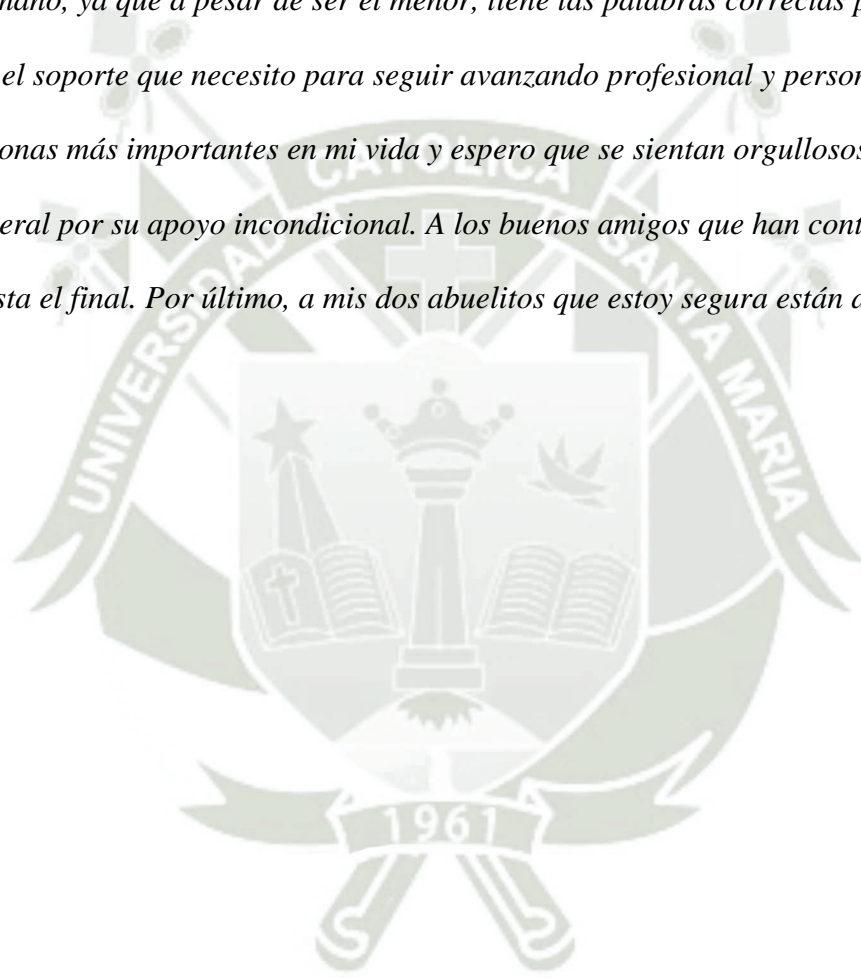 mano, ya que a pesar de ser el menor, tiene las palabras correctas p
el soporte que necesito para seguir avanzando profesional y person
onas más importantes en mi vida y espero que se sientan orgullosos
eral por su apoyo incondicional. A los buenos amigos que han cont
sta el final. Por último, a mis dos abuelitos que estoy segura están
UNIVERSIDAD CATOLICA SANTA MARIA
1961